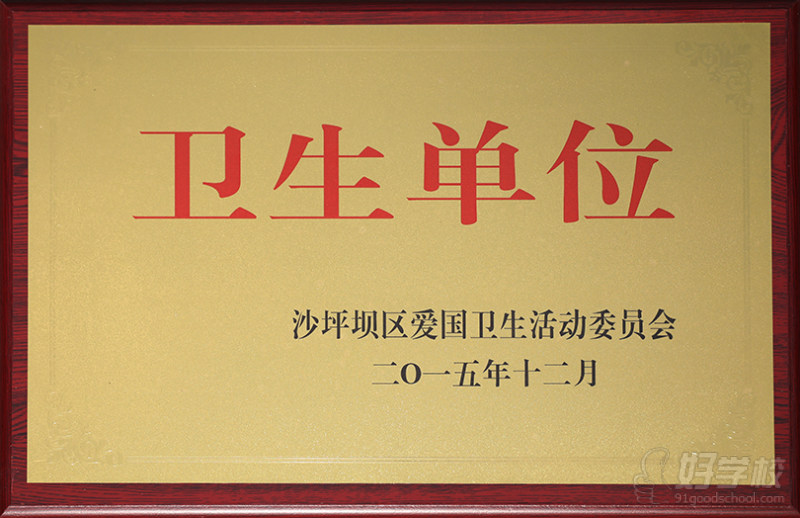 卫生单位
沙坪坝区爱国卫生活动委员会
二O一五年十二月
好学校
91goodschool.com